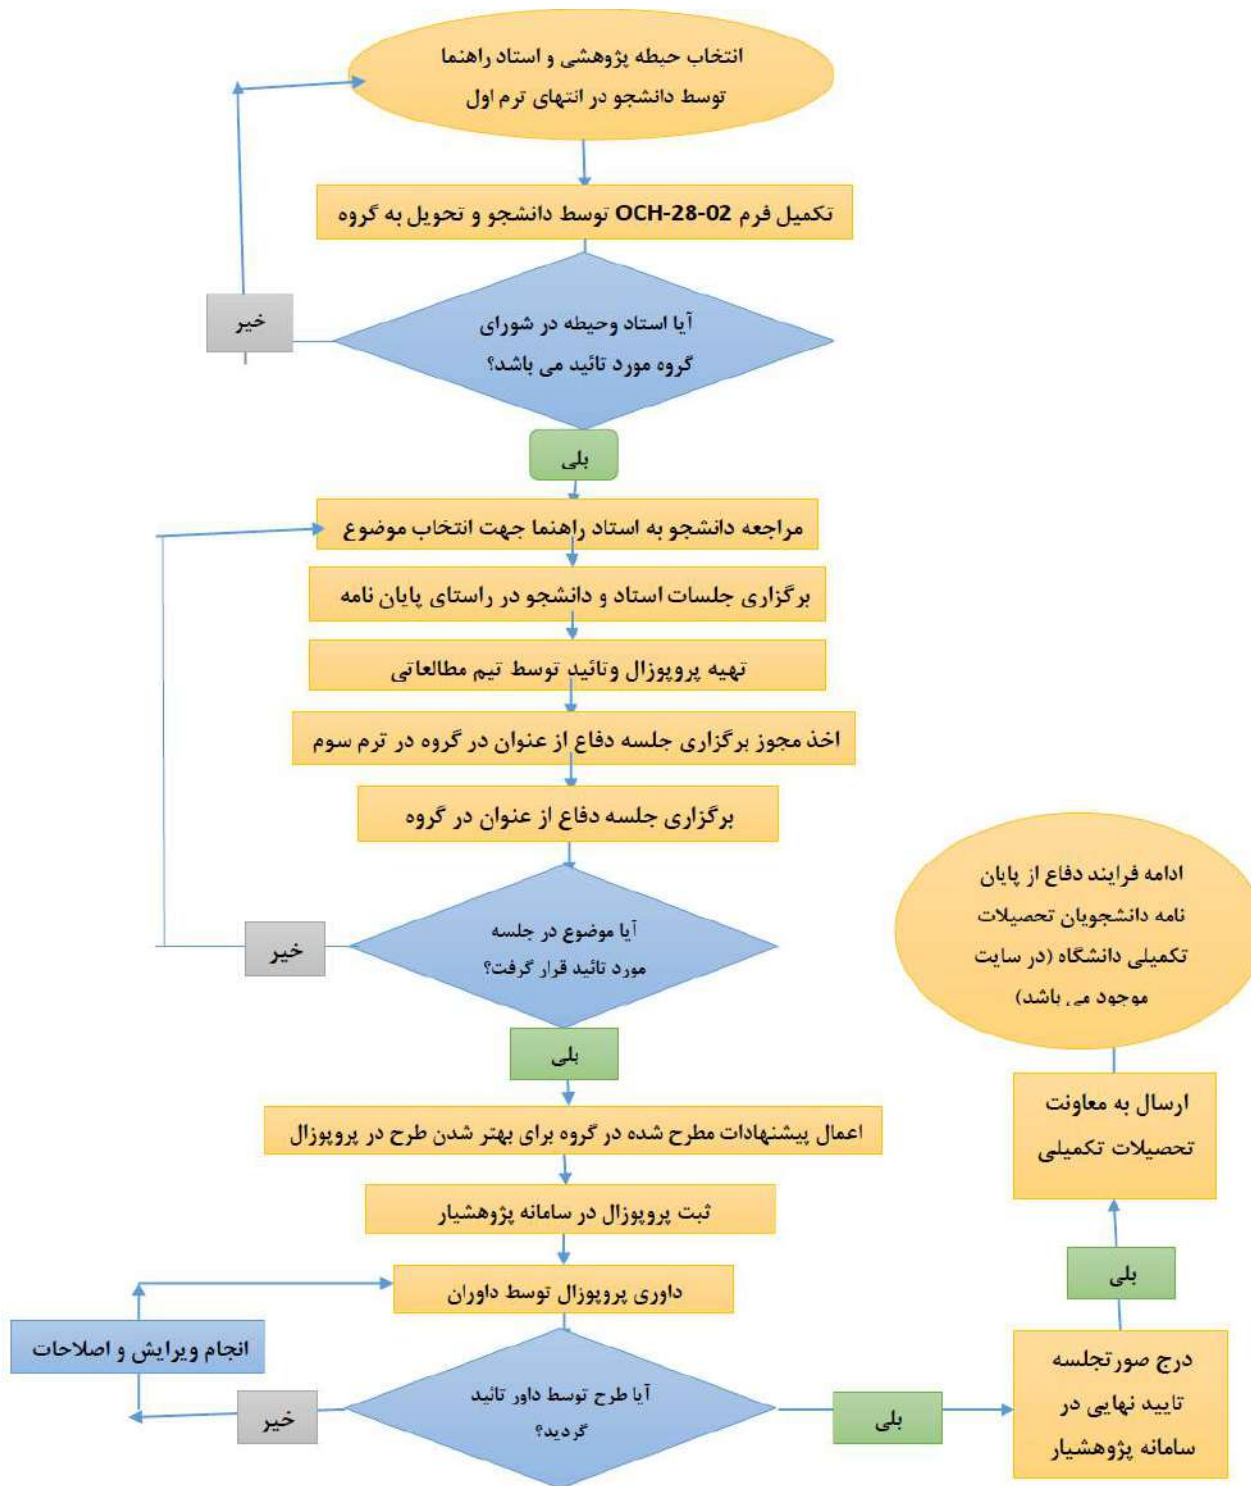 انتخاب حیطه پژوهشی و استاد راهنما
توسط دانشجو در انتهای ترم اول
تکمیل فرم OCH-28-02 توسط دانشجو و تحویل به گروه
آیا استاد وحیطه در شورای
گروه مورد تائید می باشد؟
خیر
بلی
مراجعه دانشجو به استاد راهنما جهت انتخاب موضوع
برگزاری جلسات استاد و دانشجو در راستای پایان نامه
تهیه پروپوزال وتائید توسط تیم مطالعاتی
اخذ مجوز برگزاری جلسه دفاع از عنوان در گروه در ترم سوم
برگزاری جلسه دفاع از عنوان در گروه
آیا موضوع در جلسه
مورد تائید قرار گرفت؟
خیر
بلی
اعمال پیشنهادات مطرح شده در گروه برای بهتر شدن طرح در پروپوزال
ثبت پروپوزال در سامانه پژوهشیار
داوری پروپوزال توسط داوران
آیا طرح توسط داور تائید
گردید؟
خیر
انجام ویرایش و اصلاحات
بلی
درج صورتجلسه
تایید نهایی در
سامانه پژوهشیار
بلی
ارسال به معاونت
تحصیلات تکمیلی
ادامه فرایند دفاع از پایان
نامه دانشجویان تحصیلات
تکمیلی دانشگاه (در سایت
موجود می باشد)